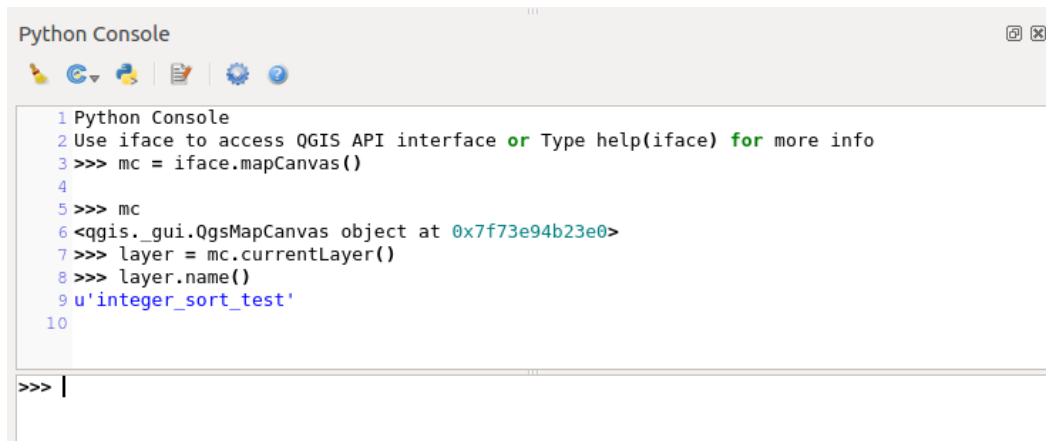 Python Console
1 Python Console
2 Use iface to access QGIS API interface or Type help(iface) for more info
3 >>> mc = iface.mapCanvas()
4
5 >>> mc
6 <qgis._gui.QgsMapCanvas object at 0x7f73e94b23e0>
7 >>> layer = mc.currentLayer()
8 >>> layer.name()
9 u'integer_sort_test'
10
>>>